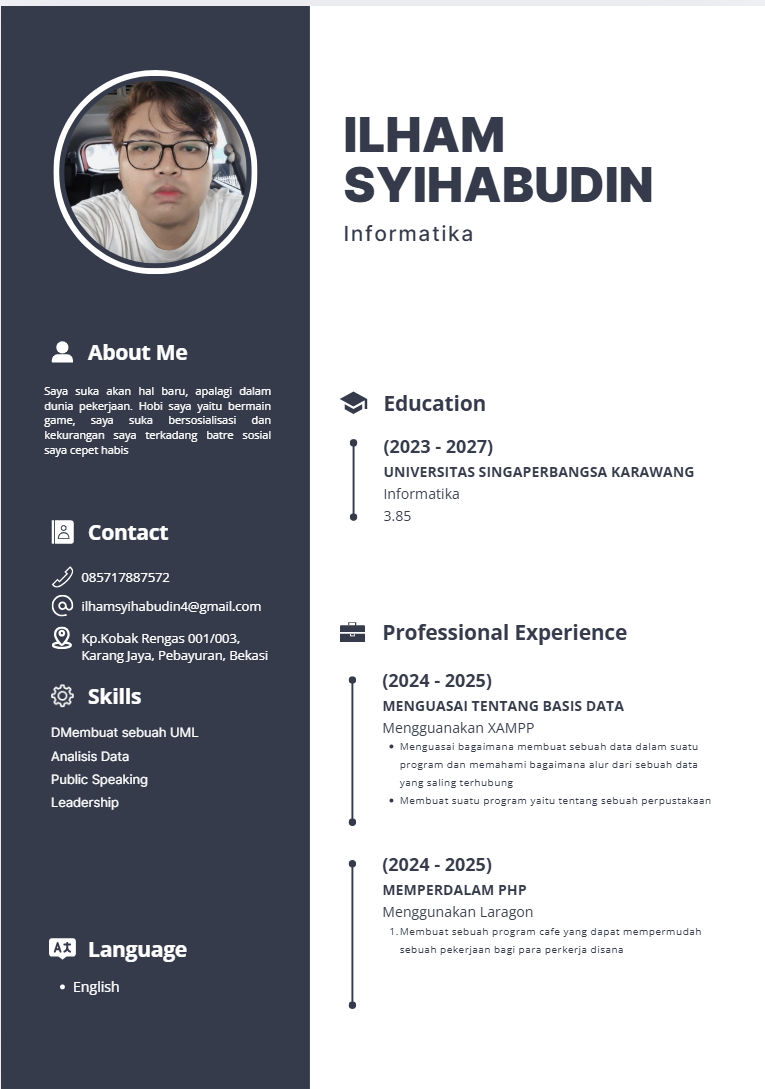 ILHAM
SYIHABUDIN
Informatika
About Me
Saya suka akan hal baru, apalagi dalam
dunia pekerjaan. Hobi saya yaitu bermain
game, saya suka bersosialisasi dan
kekurangan saya terkadang batre sosial
saya cepet habis
Contact
085717887572
ilhamsyihabudin4@gmail.com
Kp.Kobak Rengas 001/003,
Karang Jaya, Pebayuran, Bekasi
Skills
DMembuat sebuah UML
Analisis Data
Public Speaking
Leadership
Language
• English
Education
(2023 - 2027)
UNIVERSITAS SINGAPERBANGSA KARAWANG
Informatika
3.85
Professional Experience
(2024 - 2025)
MENGUASAI TENTANG BASIS DATA
Mengguanakan XAMPP
• Menguasai bagaimana membuat sebuah data dalam suatu
program dan memahami bagaimana alur dari sebuah data
yang saling terhubung
• Membuat suatu program yaitu tentang sebuah perpustakaan
(2024 - 2025)
MEMPERDALAM PHP
Menggunakan Laragon
1. Membuat sebuah program cafe yang dapat mempermudah
sebuah pekerjaan bagi para perkerja disana